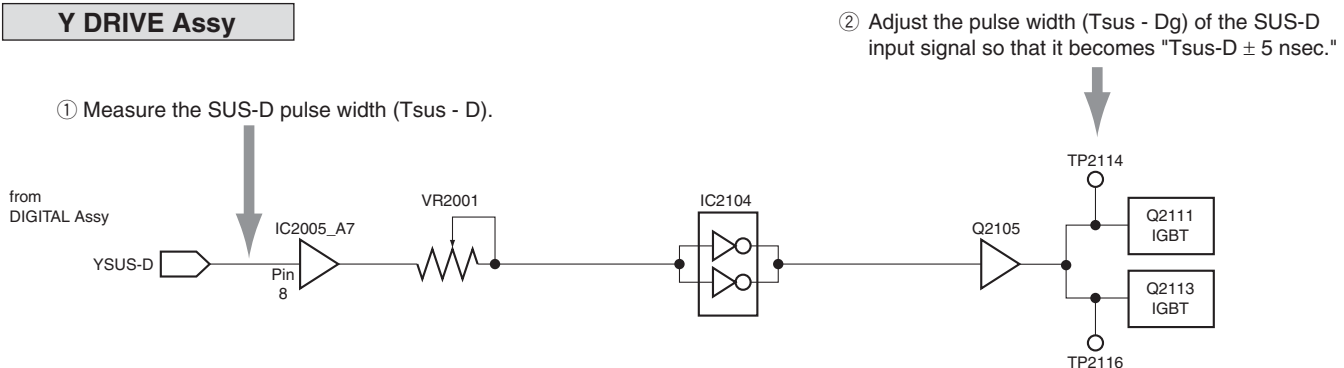 Y DRIVE Assy
② Adjust the pulse width (Tsus - Dg) of the SUS-D
input signal so that it becomes "Tsus-D ± 5 nsec."
① Measure the SUS-D pulse width (Tsus - D).
from
DIGITAL Assy
YSUS-D
Pin
8
IC2005_A7
VR2001
IC2104
Q2105
TP2114
Q2111
IGBT
Q2113
IGBT
TP2116